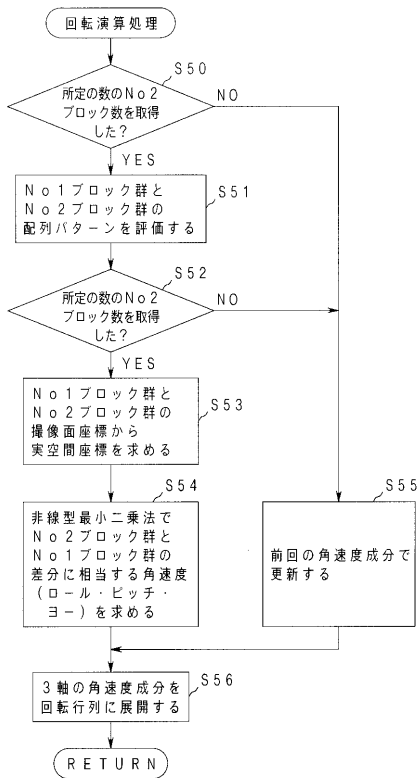 回転演算処理
S50
所定の数のNo2
ブロック数を取得
した?
NO
YES
S51
No1ブロック群と
No2ブロック群の
配列パターンを評価する
S52
所定の数のNo2
ブロック数を取得
した?
NO
YES
S53
No1ブロック群と
No2ブロック群の
撮像面座標から
実空間座標を求める
S54
非線型最小二乗法で
No2ブロック群と
No1ブロック群の
差分に相当する角速度
(ロール・ピッチ・
ヨー)を求める
S55
前回の角速度成分で
更新する
S56
3軸の角速度成分を
回転行列に展開する
RETURN